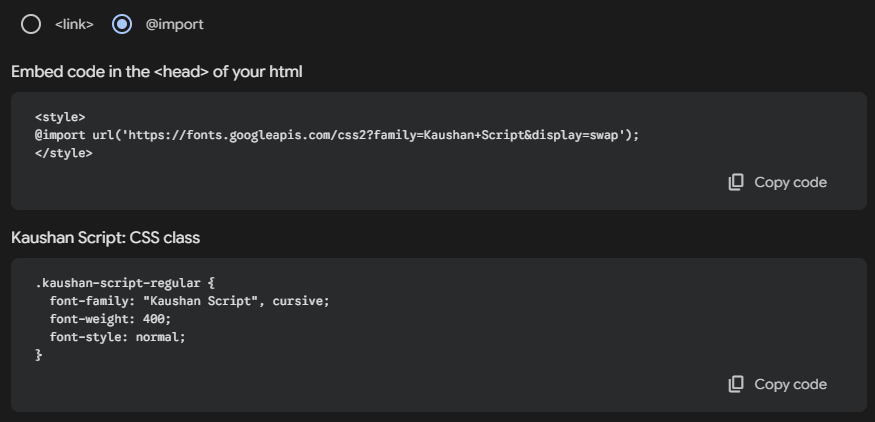 <link> @import
Embed code in the <head> of your html
<style>
@import url('https://fonts.googleapis.com/css2?family=Kaushan+Script&display=swap');
</style>
Copy code
Kaushan Script: CSS class
.kaushan-script-regular {
  font-family: "Kaushan Script", cursive;
  font-weight: 400;
  font-style: normal;
}
Copy code